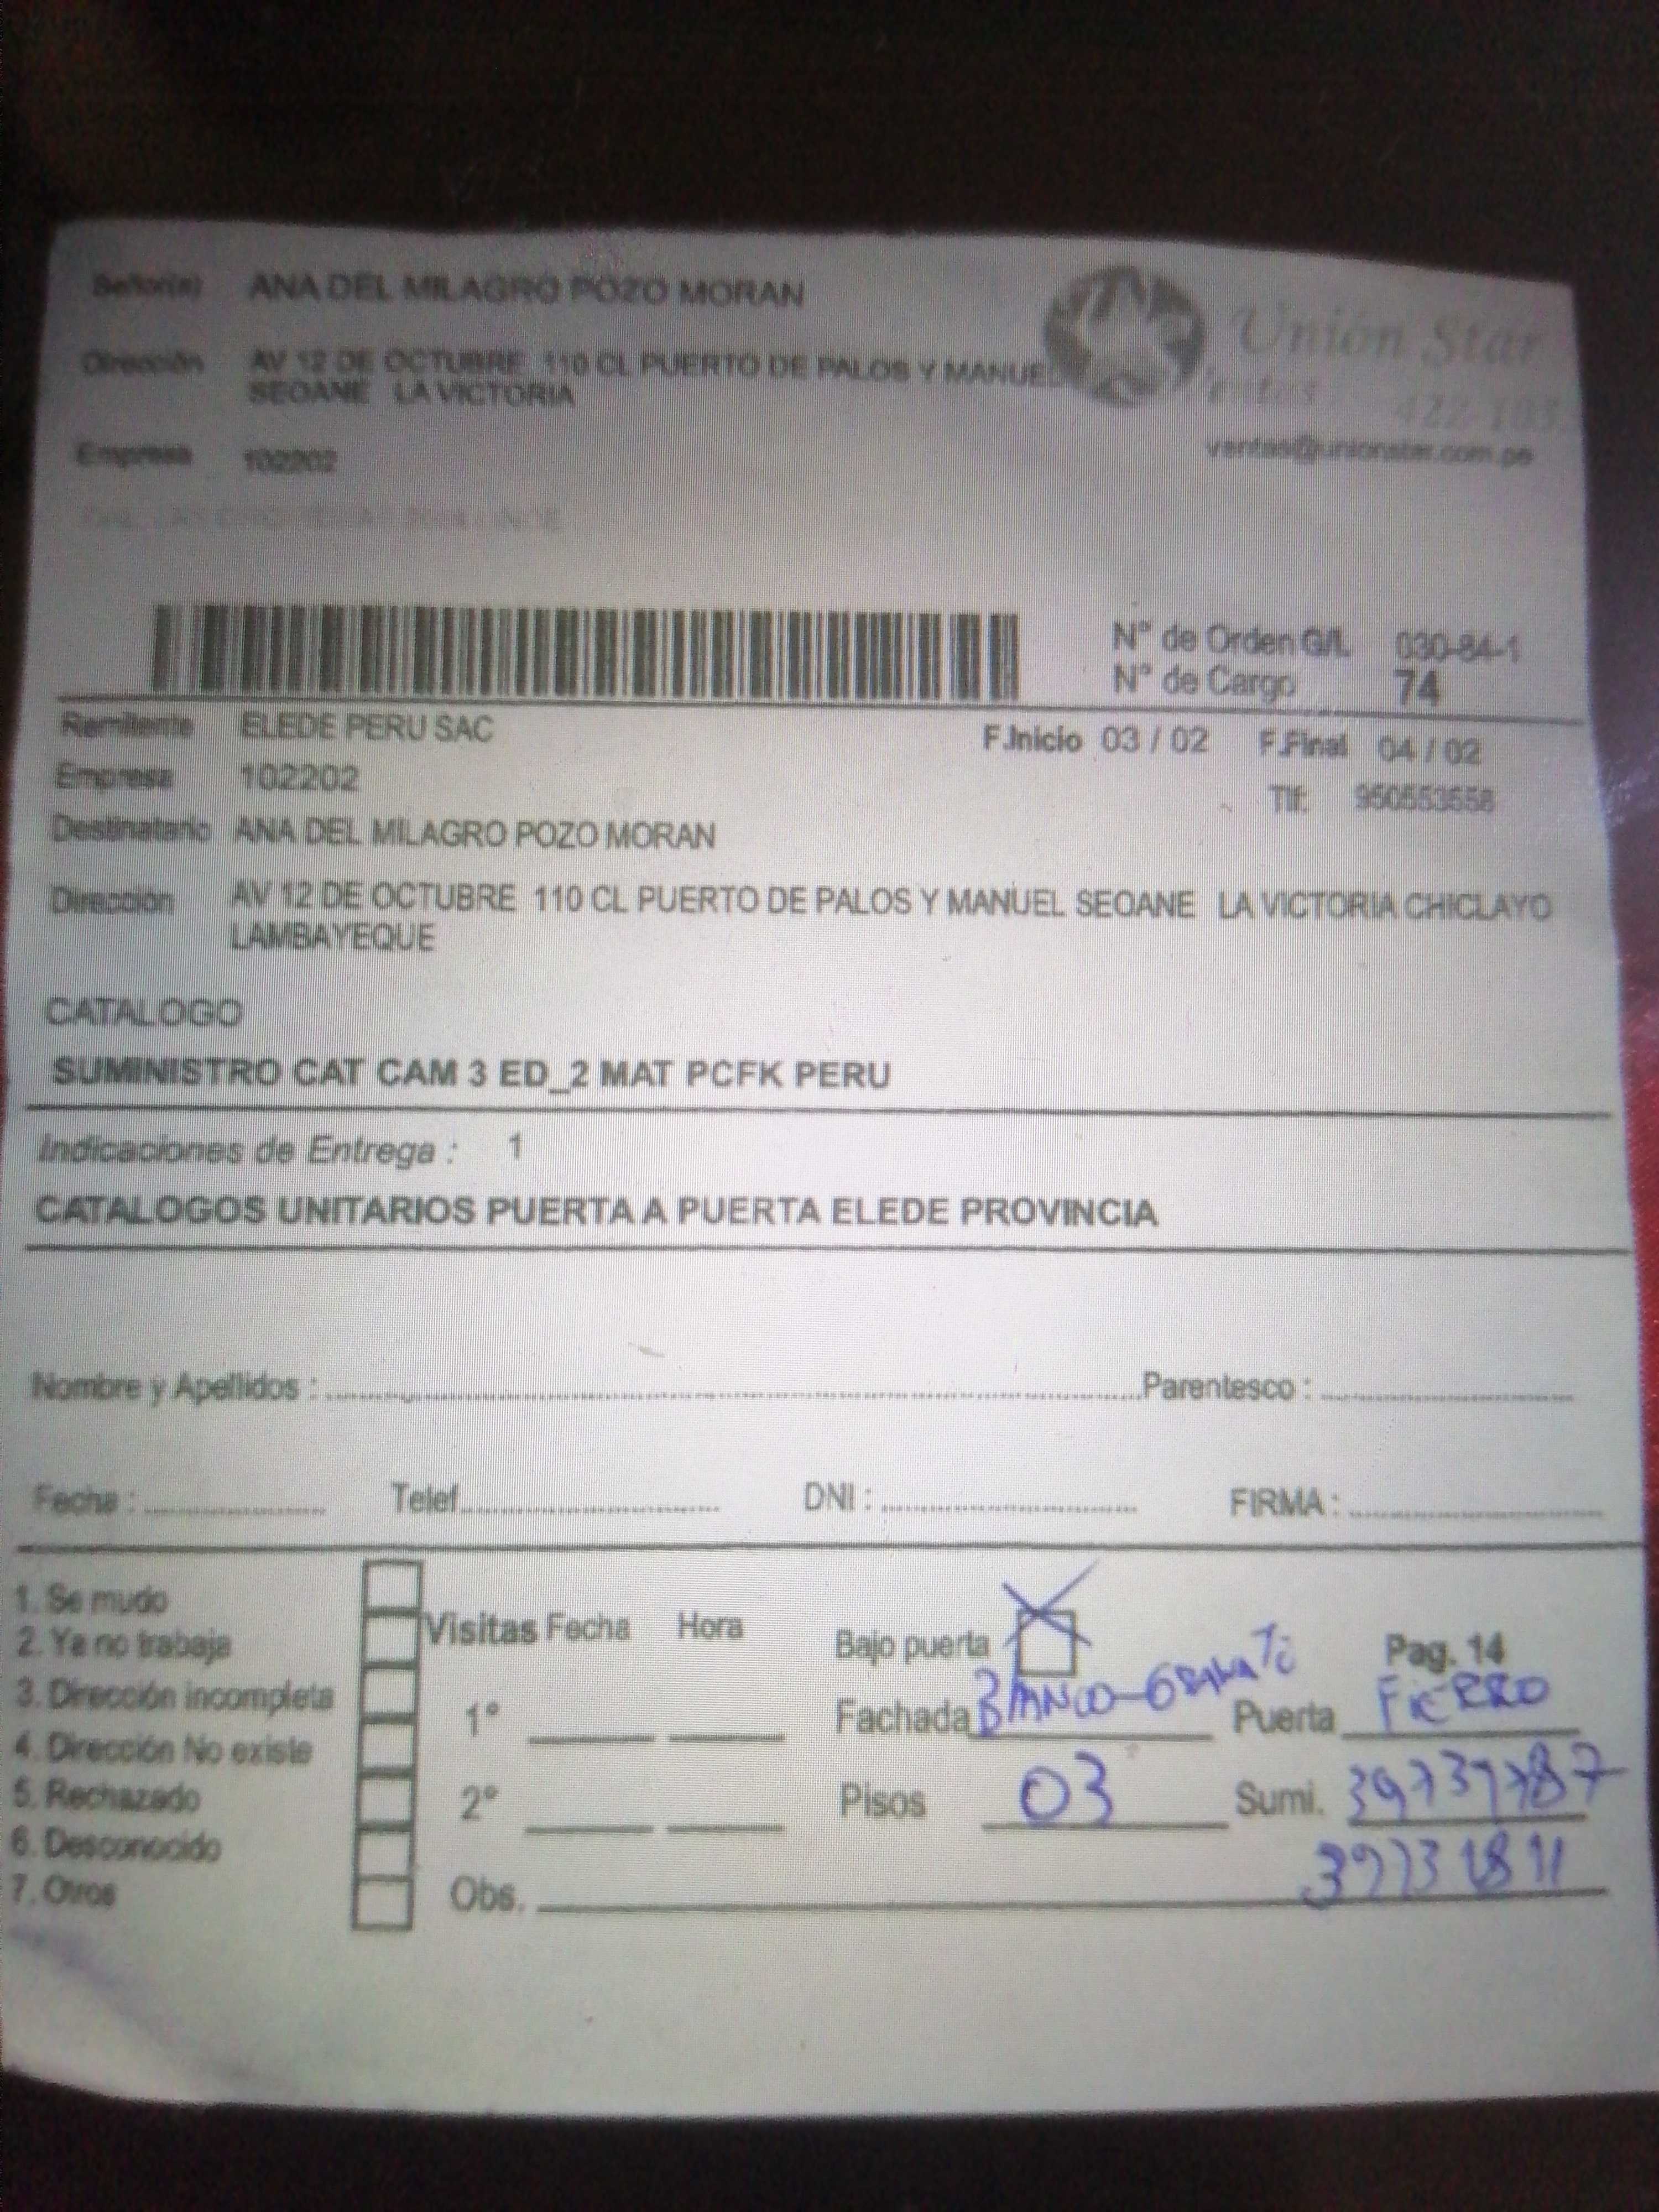 Señor(a) ANA DEL MILAGRO POZO MORAN
Unión Star
Dirección AV 12 DE OCTUBRE 110 CL PUERTO DE PALOS Y MANUEL
SEOANE LA VICTORIA
422-103
Empresa 102202
ventas@unionstar.com.pe
N° de Orden G/L 030-84-1
N° de Cargo 74
Remitente ELEDE PERU SAC
F.Inicio 03 / 02 F.Final 04 / 02
Empresa 102202
Tlf: 950553658
Destinatario ANA DEL MILAGRO POZO MORAN
Dirección AV 12 DE OCTUBRE 110 CL PUERTO DE PALOS Y MANUEL SEOANE LA VICTORIA CHICLAYO
LAMBAYEQUE
CATALOGO
SUMINISTRO CAT CAM 3 ED_2 MAT PCFK PERU
Indicaciones de Entrega : 1
CATALOGOS UNITARIOS PUERTA A PUERTA ELEDE PROVINCIA
Nombre y Apellidos : Parentesco :
Fecha : Telef. DNI : FIRMA :
1. Se mudo
2. Ya no trabaja
3. Dirección incompleta
4. Dirección No existe
5. Rechazado
6. Desconocido
7. Otros
Visitas Fecha Hora
1°
2°
Obs.
Bajo puerta X Pag. 14
Fachada BLANCO-GRANATE Puerta FIERRO
Pisos 03 Sumi. 39739787
39731811